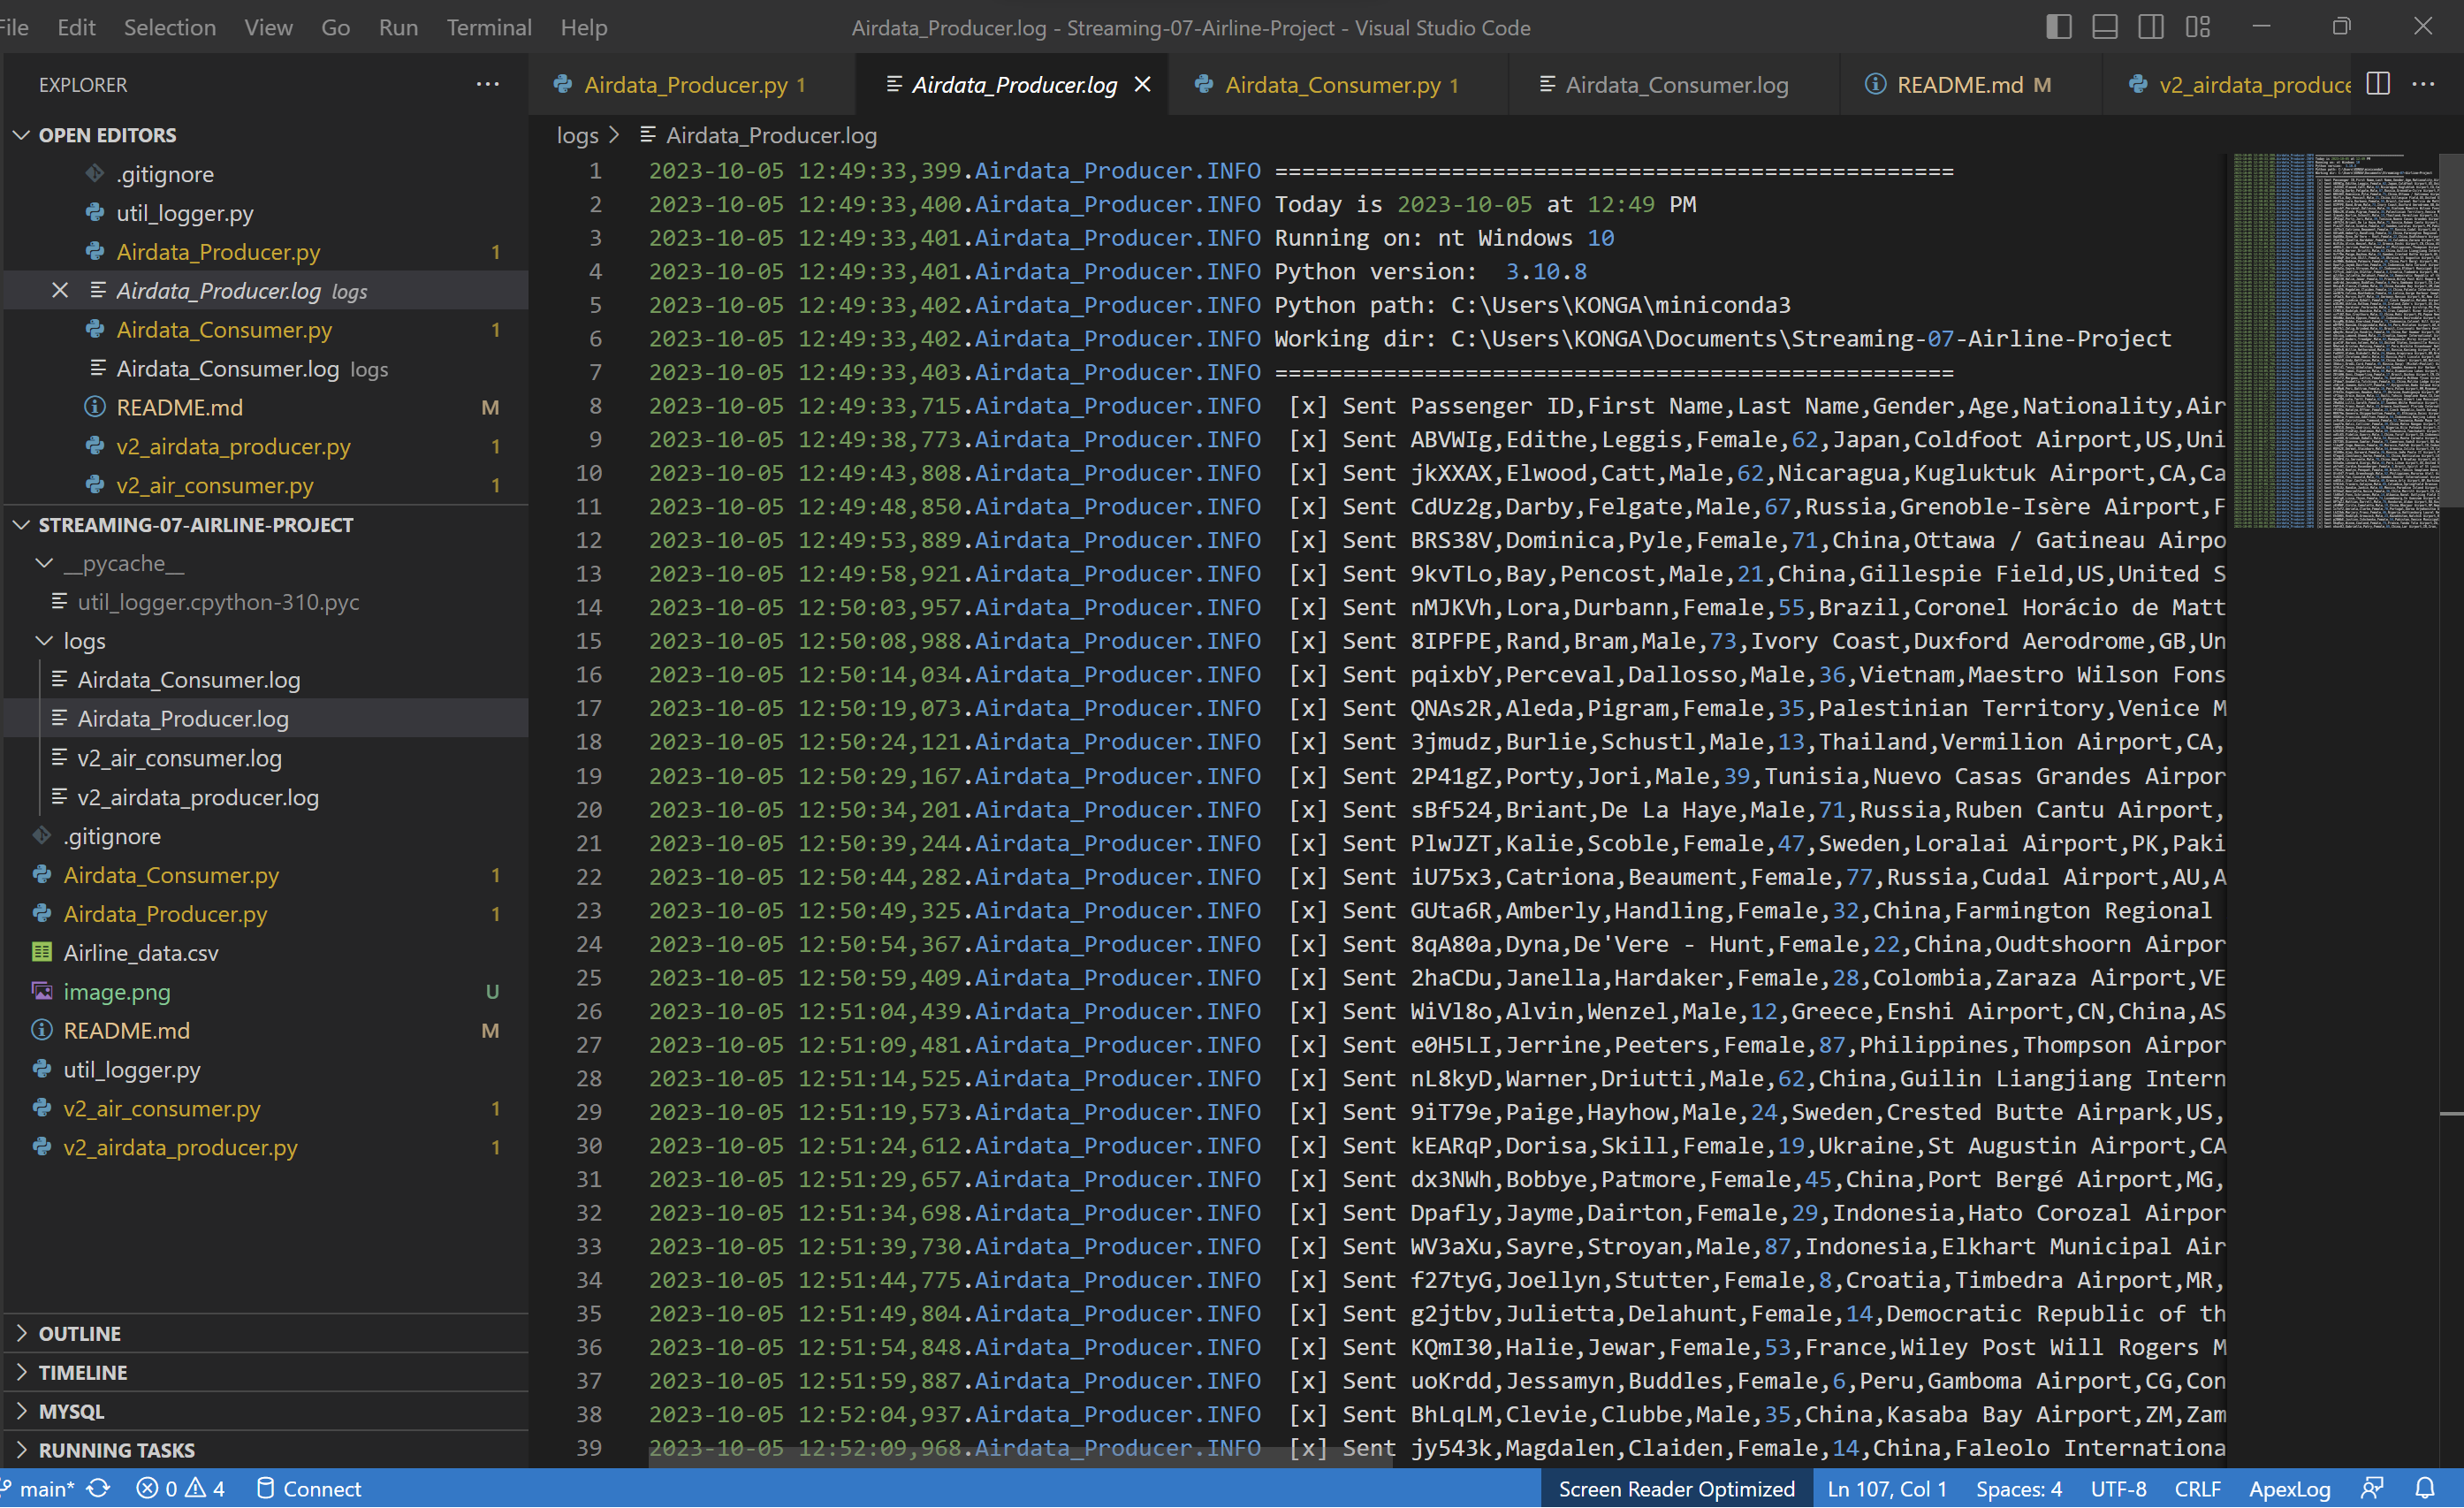 File Edit Selection View Go Run Terminal Help
Airdata_Producer.log - Streaming-07-Airline-Project - Visual Studio Code
EXPLORER
OPEN EDITORS
.gitignore
util_logger.py
Airdata_Producer.py 1
Airdata_Producer.log logs
Airdata_Consumer.py 1
Airdata_Consumer.log logs
README.md M
v2_airdata_producer.py 1
v2_air_consumer.py 1
STREAMING-07-AIRLINE-PROJECT
__pycache__
util_logger.cpython-310.pyc
logs
Airdata_Consumer.log
Airdata_Producer.log
v2_air_consumer.log
v2_airdata_producer.log
.gitignore
Airdata_Consumer.py 1
Airdata_Producer.py 1
Airline_data.csv
image.png U
README.md M
util_logger.py
v2_air_consumer.py 1
v2_airdata_producer.py 1
OUTLINE
TIMELINE
MYSQL
RUNNING TASKS
Airdata_Producer.py 1 Airdata_Producer.log Airdata_Consumer.py 1 Airdata_Consumer.log README.md M v2_airdata_produce
logs > Airdata_Producer.log
1 2023-10-05 12:49:33,399.Airdata_Producer.INFO ==================================================
2 2023-10-05 12:49:33,400.Airdata_Producer.INFO Today is 2023-10-05 at 12:49 PM
3 2023-10-05 12:49:33,401.Airdata_Producer.INFO Running on: nt Windows 10
4 2023-10-05 12:49:33,401.Airdata_Producer.INFO Python version:  3.10.8
5 2023-10-05 12:49:33,402.Airdata_Producer.INFO Python path: C:\Users\KONGA\miniconda3
6 2023-10-05 12:49:33,402.Airdata_Producer.INFO Working dir: C:\Users\KONGA\Documents\Streaming-07-Airline-Project
7 2023-10-05 12:49:33,403.Airdata_Producer.INFO ==================================================
8 2023-10-05 12:49:33,715.Airdata_Producer.INFO  [x] Sent Passenger ID,First Name,Last Name,Gender,Age,Nationality,Air
9 2023-10-05 12:49:38,773.Airdata_Producer.INFO  [x] Sent ABVWIg,Edithe,Leggis,Female,62,Japan,Coldfoot Airport,US,Uni
10 2023-10-05 12:49:43,808.Airdata_Producer.INFO  [x] Sent jkXXAX,Elwood,Catt,Male,62,Nicaragua,Kugluktuk Airport,CA,Ca
11 2023-10-05 12:49:48,850.Airdata_Producer.INFO  [x] Sent CdUz2g,Darby,Felgate,Male,67,Russia,Grenoble-Isère Airport,F
12 2023-10-05 12:49:53,889.Airdata_Producer.INFO  [x] Sent BRS38V,Dominica,Pyle,Female,71,China,Ottawa / Gatineau Airpo
13 2023-10-05 12:49:58,921.Airdata_Producer.INFO  [x] Sent 9kvTLo,Bay,Pencost,Male,21,China,Gillespie Field,US,United S
14 2023-10-05 12:50:03,957.Airdata_Producer.INFO  [x] Sent nMJKVh,Lora,Durbann,Female,55,Brazil,Coronel Horácio de Matt
15 2023-10-05 12:50:08,988.Airdata_Producer.INFO  [x] Sent 8IPFPE,Rand,Bram,Male,73,Ivory Coast,Duxford Aerodrome,GB,Un
16 2023-10-05 12:50:14,034.Airdata_Producer.INFO  [x] Sent pqixbY,Perceval,Dallosso,Male,36,Vietnam,Maestro Wilson Fons
17 2023-10-05 12:50:19,073.Airdata_Producer.INFO  [x] Sent QNAs2R,Aleda,Pigram,Female,35,Palestinian Territory,Venice M
18 2023-10-05 12:50:24,121.Airdata_Producer.INFO  [x] Sent 3jmudz,Burlie,Schustl,Male,13,Thailand,Vermilion Airport,CA,
19 2023-10-05 12:50:29,167.Airdata_Producer.INFO  [x] Sent 2P41gZ,Porty,Jori,Male,39,Tunisia,Nuevo Casas Grandes Airpor
20 2023-10-05 12:50:34,201.Airdata_Producer.INFO  [x] Sent sBf524,Briant,De La Haye,Male,71,Russia,Ruben Cantu Airport,
21 2023-10-05 12:50:39,244.Airdata_Producer.INFO  [x] Sent PlwJZT,Kalie,Scoble,Female,47,Sweden,Loralai Airport,PK,Paki
22 2023-10-05 12:50:44,282.Airdata_Producer.INFO  [x] Sent iU75x3,Catriona,Beaument,Female,77,Russia,Cudal Airport,AU,A
23 2023-10-05 12:50:49,325.Airdata_Producer.INFO  [x] Sent GUta6R,Amberly,Handling,Female,32,China,Farmington Regional
24 2023-10-05 12:50:54,367.Airdata_Producer.INFO  [x] Sent 8qA80a,Dyna,De'Vere - Hunt,Female,22,China,Oudtshoorn Airpor
25 2023-10-05 12:50:59,409.Airdata_Producer.INFO  [x] Sent 2haCDu,Janella,Hardaker,Female,28,Colombia,Zaraza Airport,VE
26 2023-10-05 12:51:04,439.Airdata_Producer.INFO  [x] Sent WiVl8o,Alvin,Wenzel,Male,12,Greece,Enshi Airport,CN,China,AS
27 2023-10-05 12:51:09,481.Airdata_Producer.INFO  [x] Sent e0H5LI,Jerrine,Peeters,Female,87,Philippines,Thompson Airpor
28 2023-10-05 12:51:14,525.Airdata_Producer.INFO  [x] Sent nL8kyD,Warner,Driutti,Male,62,China,Guilin Liangjiang Intern
29 2023-10-05 12:51:19,573.Airdata_Producer.INFO  [x] Sent 9iT79e,Paige,Hayhow,Male,24,Sweden,Crested Butte Airpark,US,
30 2023-10-05 12:51:24,612.Airdata_Producer.INFO  [x] Sent kEARqP,Dorisa,Skill,Female,19,Ukraine,St Augustin Airport,CA
31 2023-10-05 12:51:29,657.Airdata_Producer.INFO  [x] Sent dx3NWh,Bobbye,Patmore,Female,45,China,Port Bergé Airport,MG,
32 2023-10-05 12:51:34,698.Airdata_Producer.INFO  [x] Sent Dpafly,Jayme,Dairton,Female,29,Indonesia,Hato Corozal Airpor
33 2023-10-05 12:51:39,730.Airdata_Producer.INFO  [x] Sent WV3aXu,Sayre,Stroyan,Male,87,Indonesia,Elkhart Municipal Air
34 2023-10-05 12:51:44,775.Airdata_Producer.INFO  [x] Sent f27tyG,Joellyn,Stutter,Female,8,Croatia,Timbedra Airport,MR,
35 2023-10-05 12:51:49,804.Airdata_Producer.INFO  [x] Sent g2jtbv,Julietta,Delahunt,Female,14,Democratic Republic of th
36 2023-10-05 12:51:54,848.Airdata_Producer.INFO  [x] Sent KQmI30,Halie,Jewar,Female,53,France,Wiley Post Will Rogers M
37 2023-10-05 12:51:59,887.Airdata_Producer.INFO  [x] Sent uoKrdd,Jessamyn,Buddles,Female,6,Peru,Gamboma Airport,CG,Con
38 2023-10-05 12:52:04,937.Airdata_Producer.INFO  [x] Sent BhLqLM,Clevie,Clubbe,Male,35,China,Kasaba Bay Airport,ZM,Zam
39 2023-10-05 12:52:09,968.Airdata_Producer.INFO  [x] Sent jy543k,Magdalen,Claiden,Female,14,China,Faleolo Internationa
main* 0 4 Connect Screen Reader Optimized Ln 107, Col 1 Spaces: 4 UTF-8 CRLF ApexLog